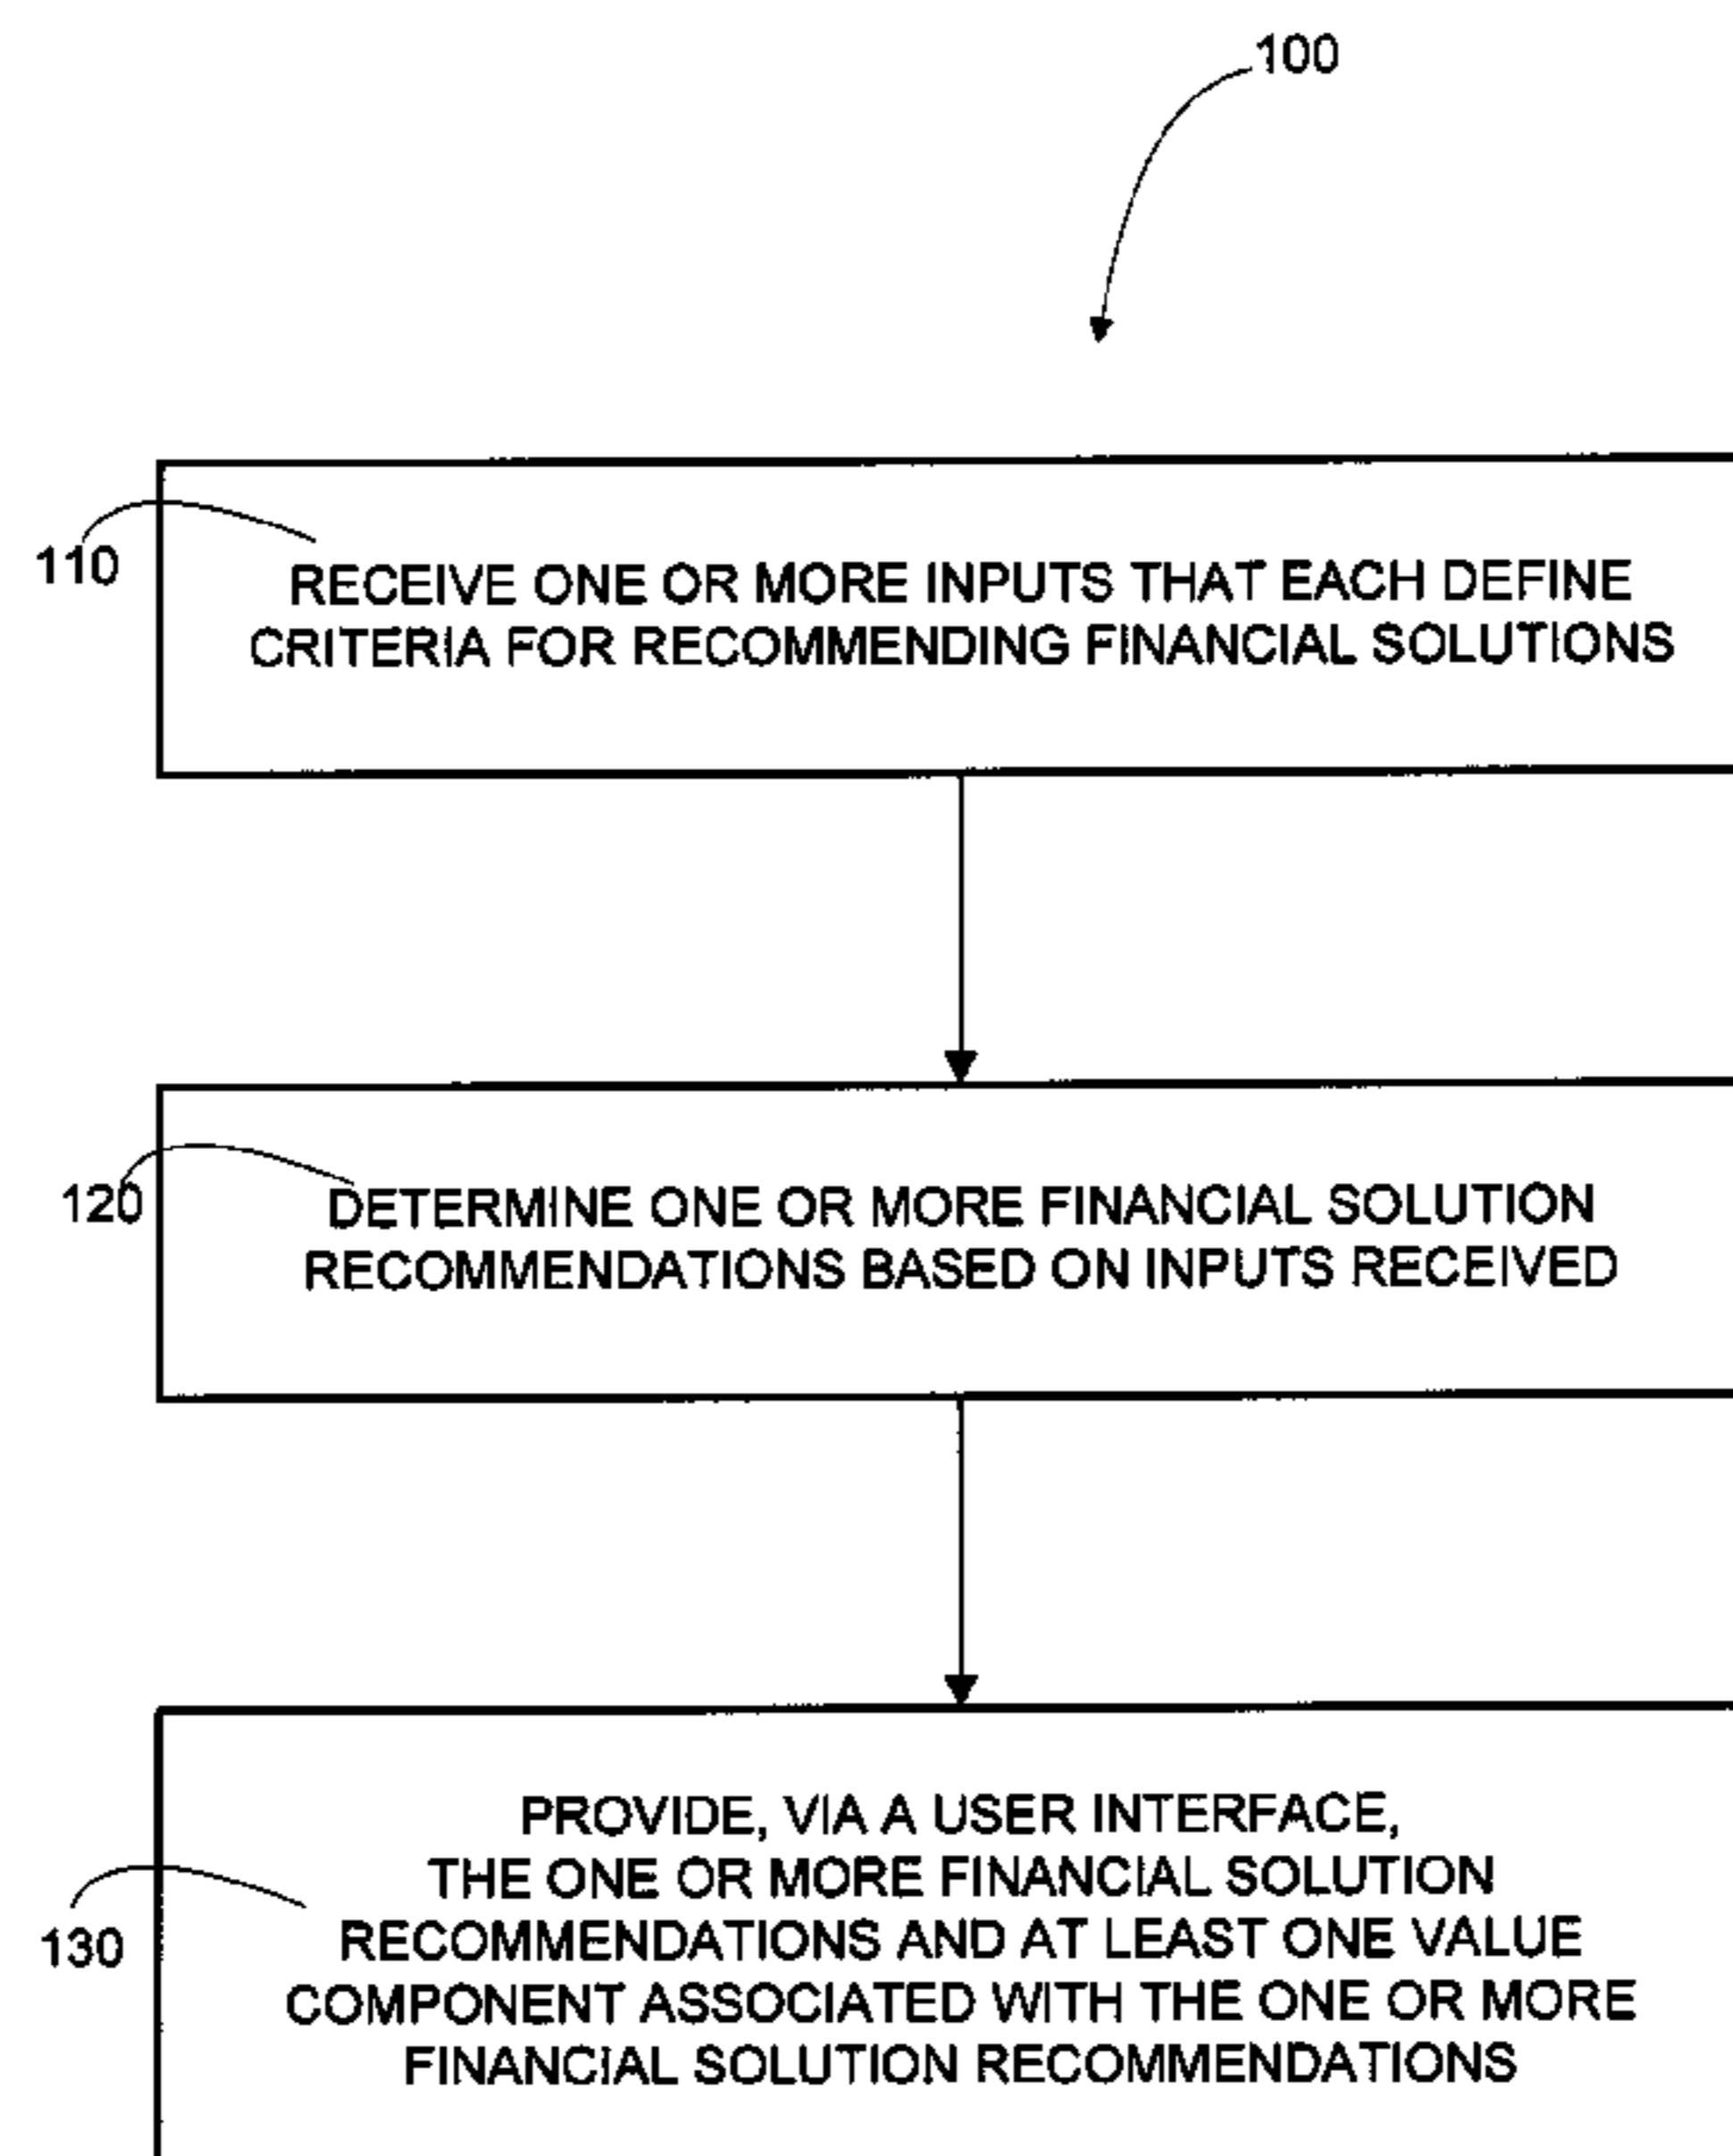 100
110
RECEIVE ONE OR MORE INPUTS THAT EACH DEFINE
CRITERIA FOR RECOMMENDING FINANCIAL SOLUTIONS
120
DETERMINE ONE OR MORE FINANCIAL SOLUTION
RECOMMENDATIONS BASED ON INPUTS RECEIVED
PROVIDE, VIA A USER INTERFACE,
THE ONE OR MORE FINANCIAL SOLUTION
130
RECOMMENDATIONS AND AT LEAST ONE VALUE
COMPONENT ASSOCIATED WITH THE ONE OR MORE
FINANCIAL SOLUTION RECOMMENDATIONS